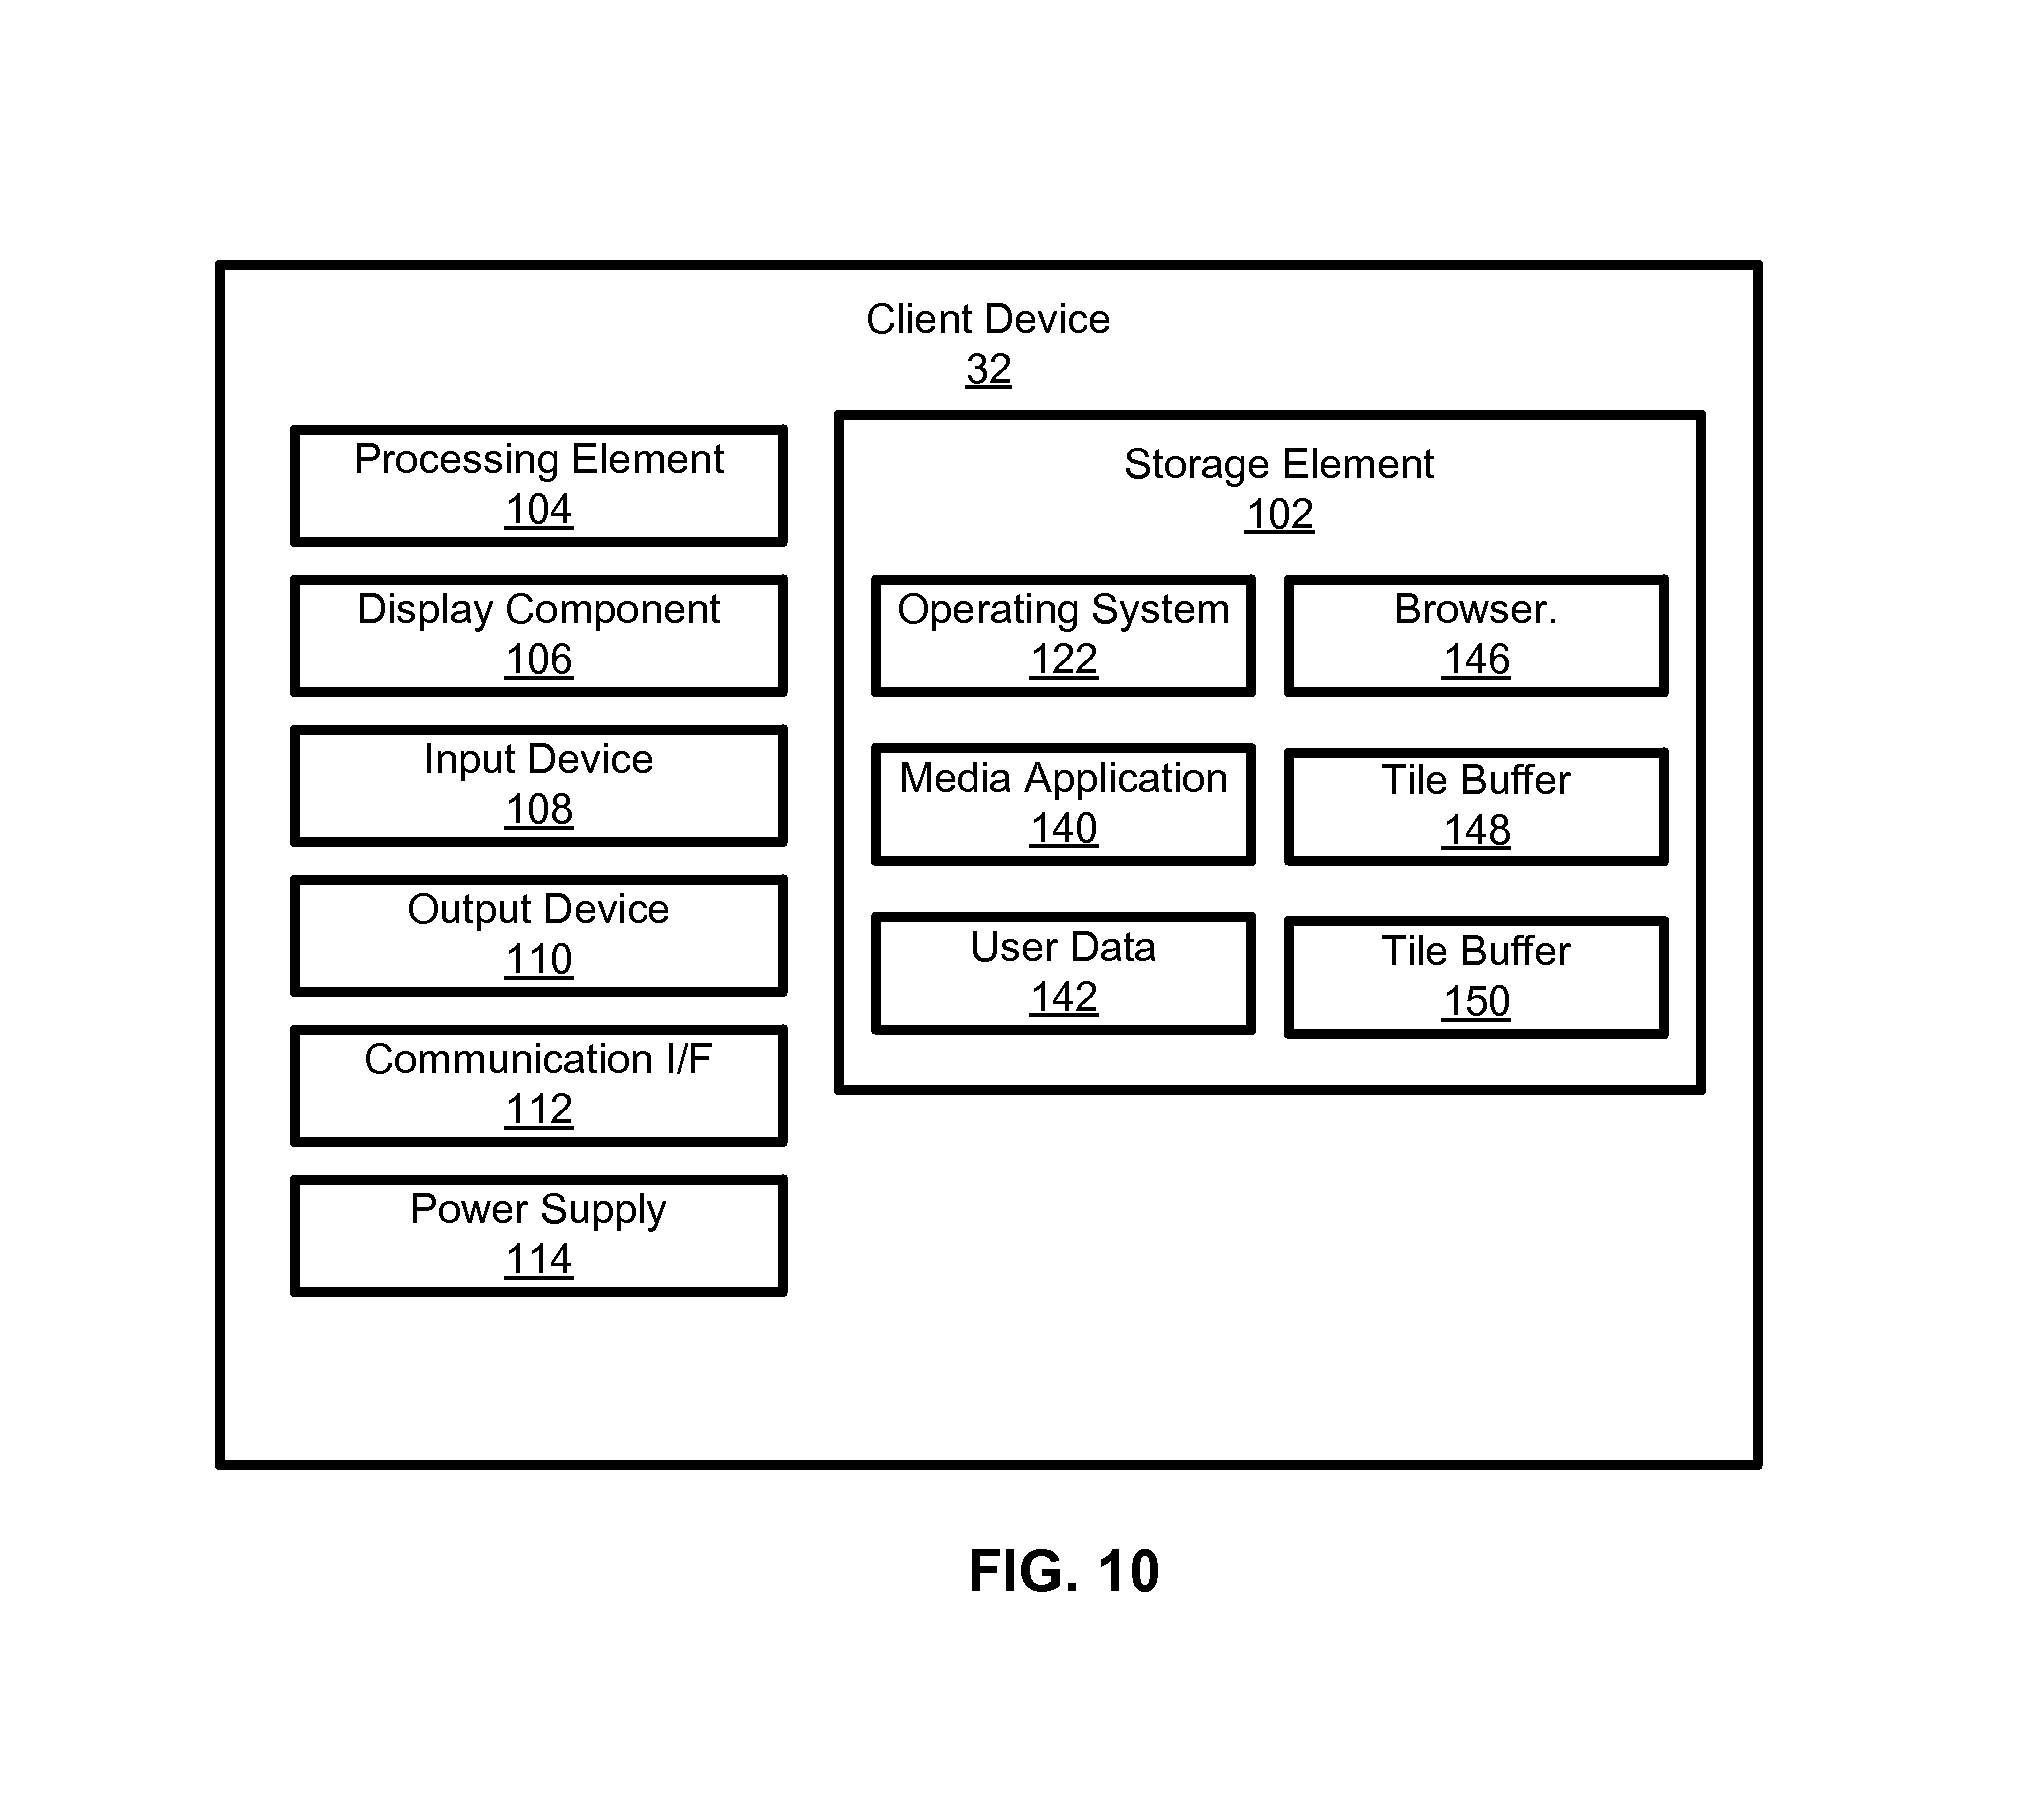 Client Device
32
Processing Element
104
Display Component
106
Input Device
108
Output Device
110
Communication I/F
112
Power Supply
114
Storage Element
102
Operating System
122
Browser.
146
Media Application
140
Tile Buffer
148
User Data
142
Tile Buffer
150
FIG. 10